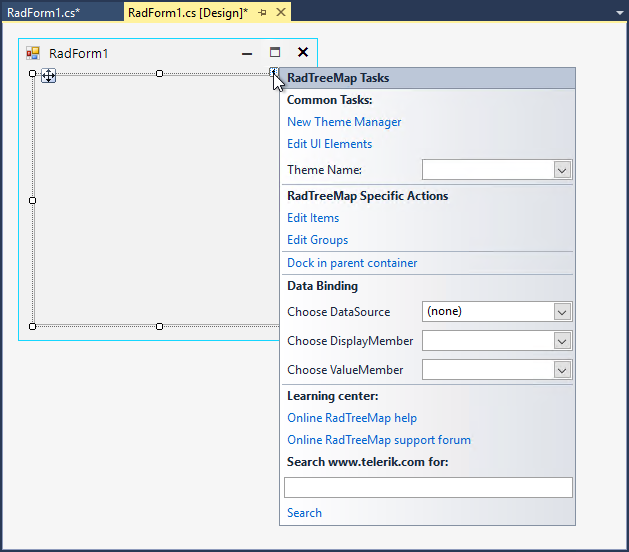 RadForm1.cs*
RadForm1.cs [Design]*
RadForm1
RadTreeMap Tasks
Common Tasks:
New Theme Manager
Edit UI Elements
Theme Name:
RadTreeMap Specific Actions
Edit Items
Edit Groups
Dock in parent container
Data Binding
Choose DataSource (none)
Choose DisplayMember
Choose ValueMember
Learning center:
Online RadTreeMap help
Online RadTreeMap support forum
Search www.telerik.com for:
Search